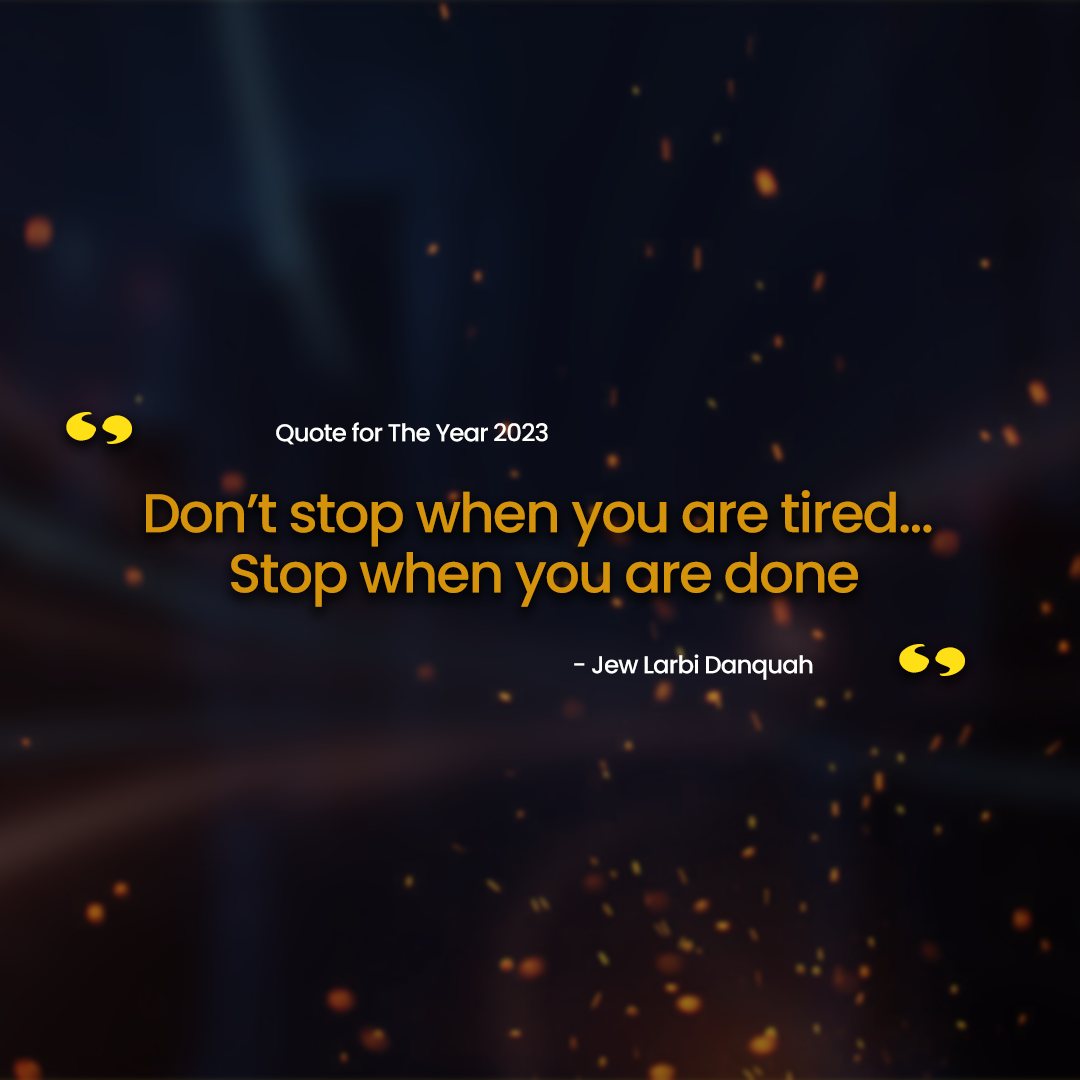 Quote for The Year 2023
Don’t stop when you are tired...
Stop when you are done
- Jew Larbi Danquah